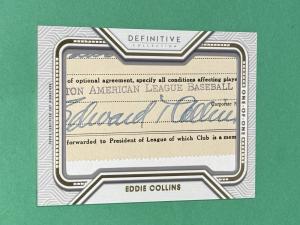 DEFINITIVE
COLLECTION
of optional agreement, specify all conditions affecting playe
TON AMERICAN LEAGUE BASEBALL
Corporate
Edward T Collins
forwarded to President of League of which Club is a mem
ONE OF ONE
EDDIE COLLINS